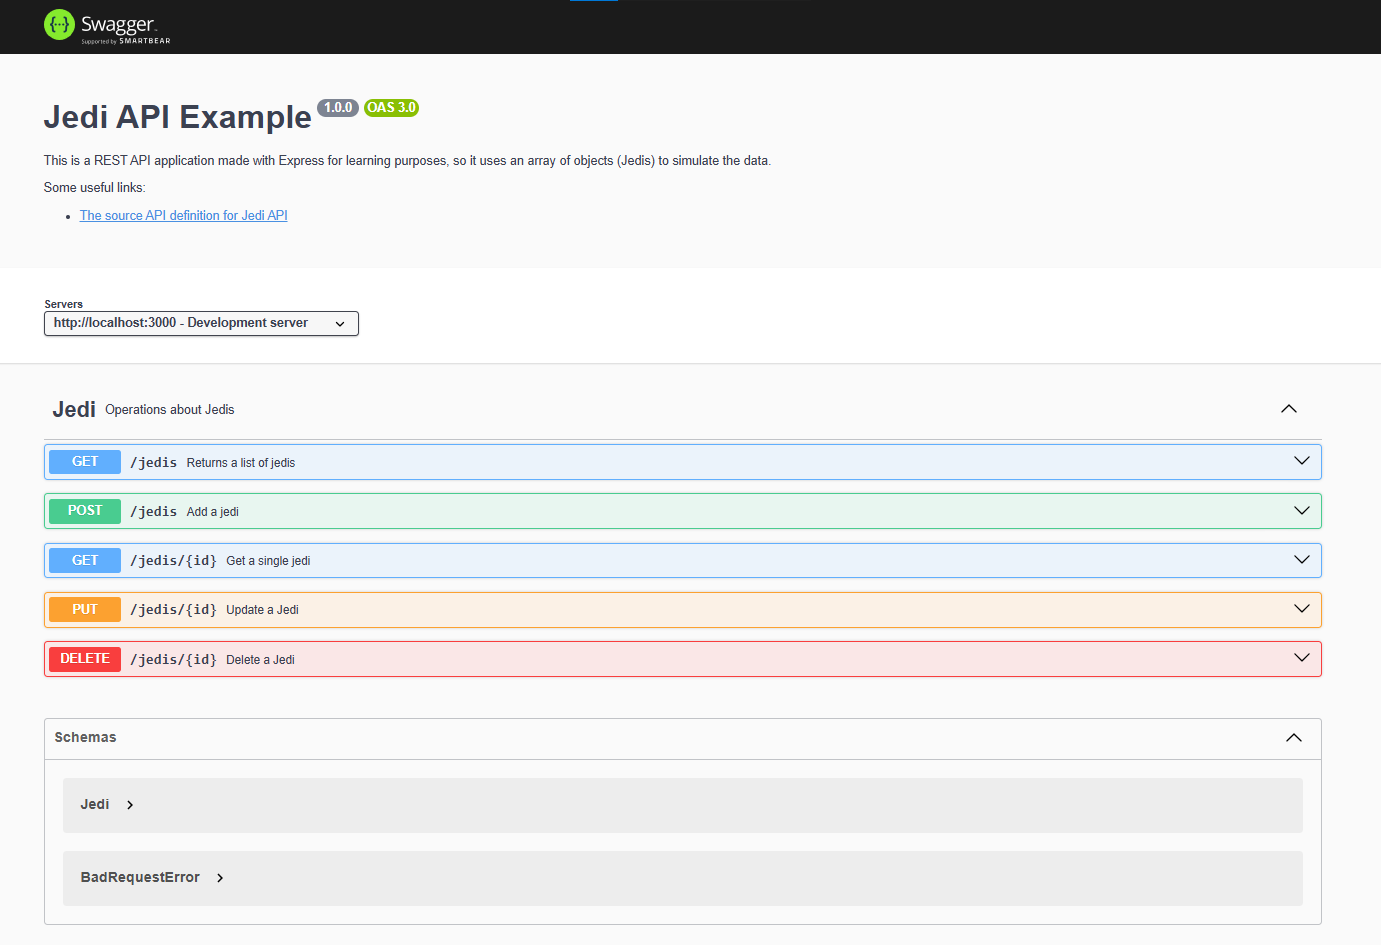 {···} Swagger.
Supported by SMARTBEAR
Jedi API Example 1.0.0 OAS 3.0
This is a REST API application made with Express for learning purposes, so it uses an array of objects (Jedis) to simulate the data.
Some useful links:
• The source API definition for Jedi API
Servers
http://localhost:3000 - Development server
Jedi Operations about Jedis
GET /jedis Returns a list of jedis
POST /jedis Add a jedi
GET /jedis/{id} Get a single jedi
PUT /jedis/{id} Update a Jedi
DELETE /jedis/{id} Delete a Jedi
Schemas
Jedi
BadRequestError